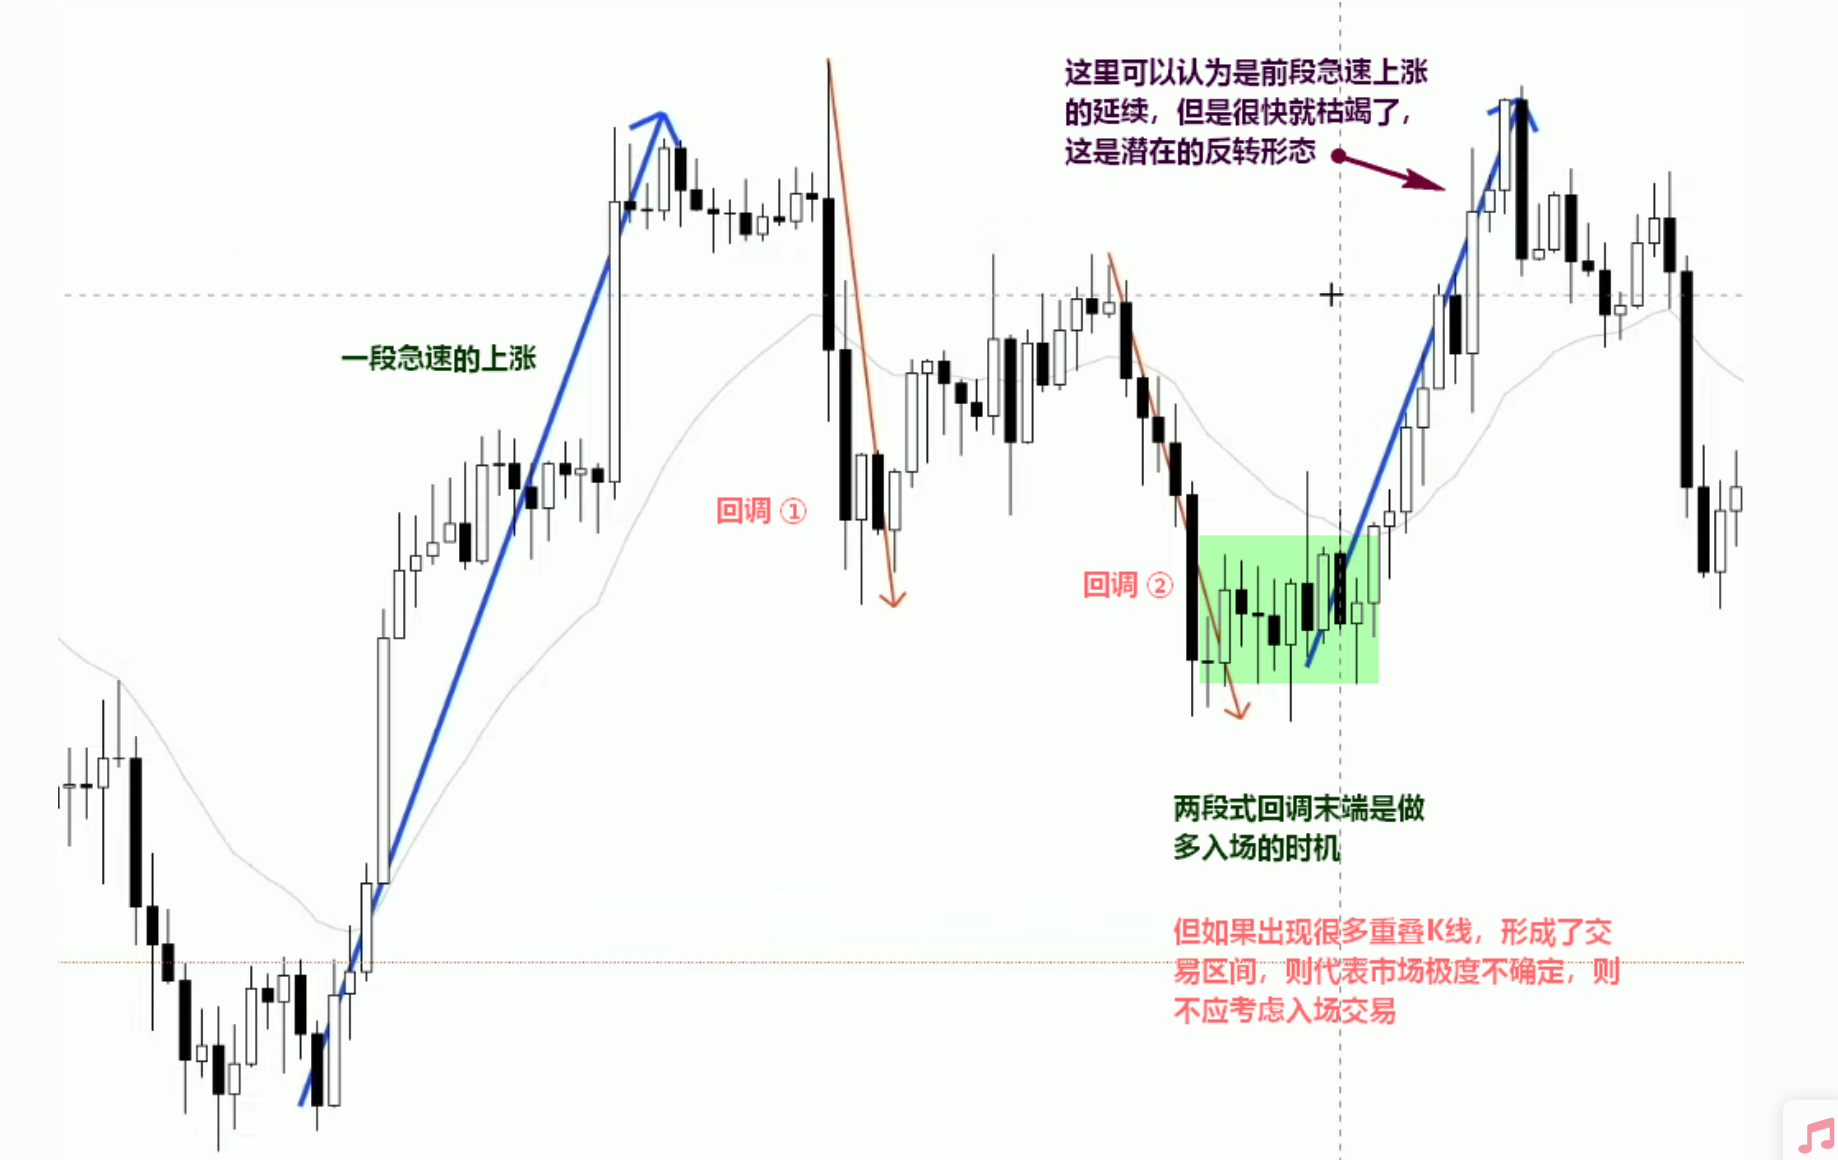 这里可以认为是前段急速上涨
的延续，但是很快就枯竭了，
这是潜在的反转形态
一段急速的上涨
回调 ①
回调 ②
两段式回调末端是做
多入场的时机
但如果出现很多重叠K线，形成了交
易区间，则代表市场极度不确定，则
不应考虑入场交易